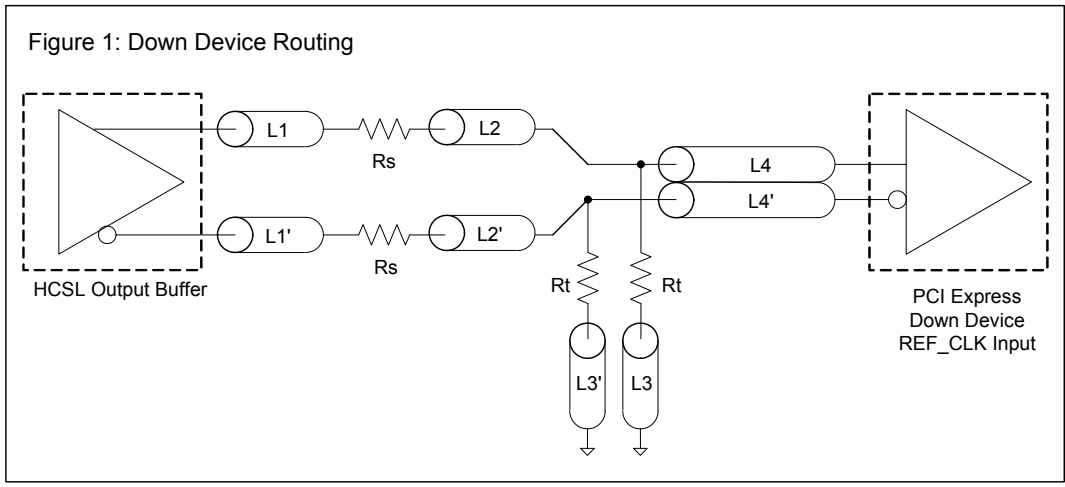 Figure 1: Down Device Routing
L1
Rs
L2
L4
L4'
L1'
Rs
L2'
HCSL Output Buffer
Rt
Rt
L3'
L3
PCI Express
Down Device
REF_CLK Input